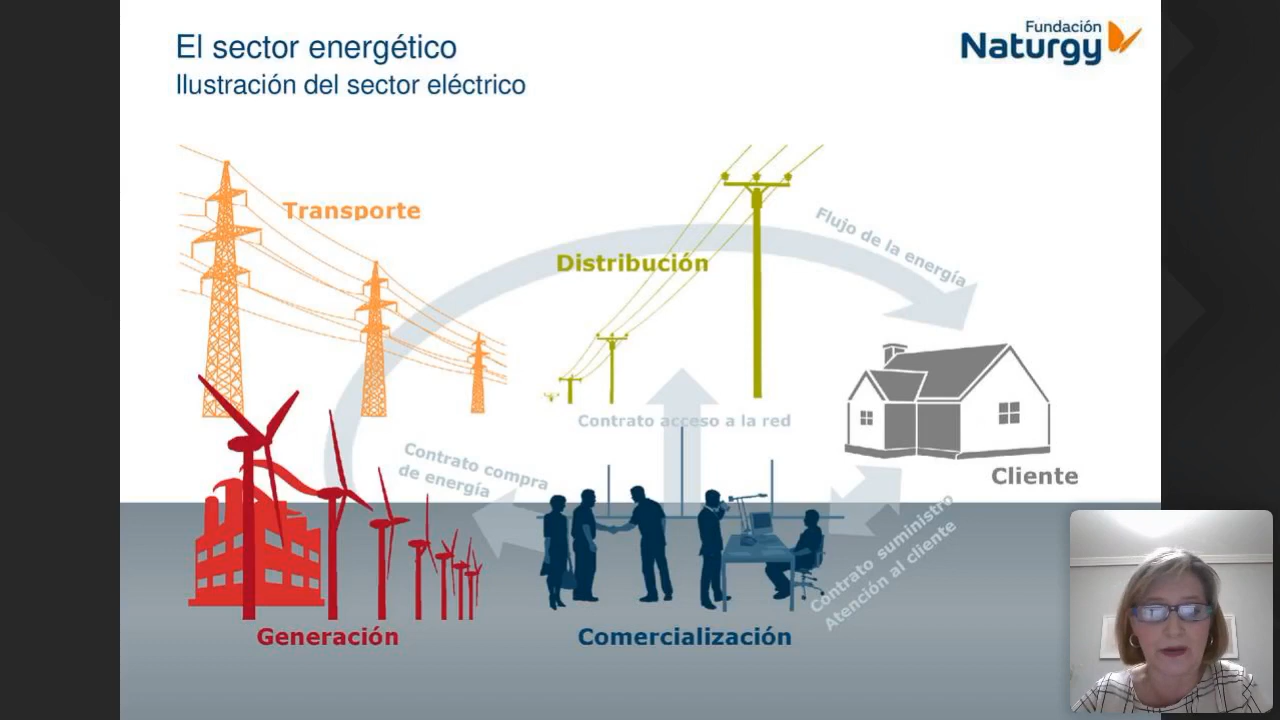 El sector energético
Ilustración del sector eléctrico
Fundación
Naturgy
Transporte
Distribución
Flujo de la energía
Contrato acceso a la red
Contrato compra
de energía
Cliente
Contrato suministro
Atención al cliente
Generación
Comercialización